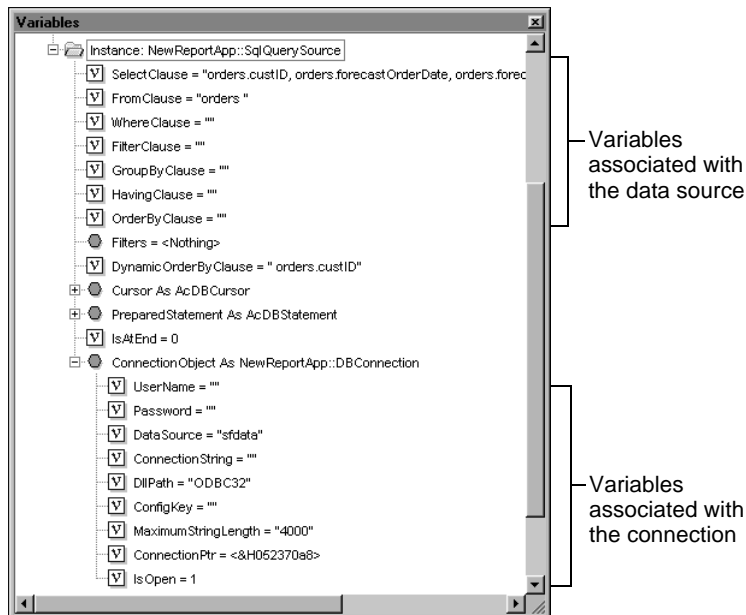 Variables
Instance: NewReportApp::SqlQuerySource
SelectClause = "orders.custID, orders.forecastOrderDate, orders.forec
FromClause = "orders "
WhereClause = ""
FilterClause = ""
GroupByClause = ""
HavingClause = ""
OrderByClause = ""
Filters = <Nothing>
DynamicOrderByClause = " orders.custID"
Cursor As AcDBCursor
PreparedStatement As AcDBStatement
IsAtEnd = 0
ConnectionObject As NewReportApp::DBConnection
UserName = ""
Password = ""
DataSource = "sfdata"
ConnectionString = ""
DllPath = "ODBC32"
ConfigKey = ""
MaximumStringLength = "4000"
ConnectionPtr = <&H052370a8>
IsOpen = 1
Variables
associated with
the data source
Variables
associated with
the connection